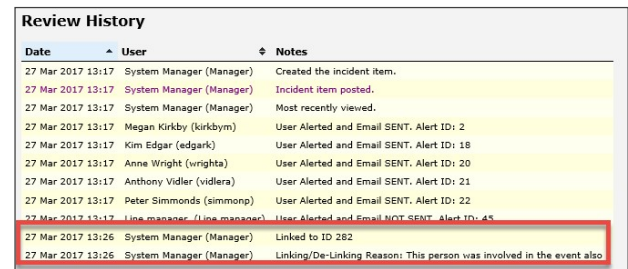 Review History
Date User Notes
27 Mar 2017 13:17 System Manager (Manager) Created the incident item.
27 Mar 2017 13:17 System Manager (Manager) Incident item posted.
27 Mar 2017 13:17 System Manager (Manager) Most recently viewed.
27 Mar 2017 13:17 Megan Kirkby (kirkbym) User Alerted and Email SENT. Alert ID: 2
27 Mar 2017 13:17 Kim Edgar (edgark) User Alerted and Email SENT. Alert ID: 18
27 Mar 2017 13:17 Anne Wright (wrighta) User Alerted and Email SENT. Alert ID: 20
27 Mar 2017 13:17 Anthony Vidler (vidlera) User Alerted and Email SENT. Alert ID: 21
27 Mar 2017 13:17 Peter Simmonds (simmonp) User Alerted and Email SENT. Alert ID: 22
27 Mar 2017 13:17 Line manager (Line manager) User Alerted and Email NOT SENT. Alert ID: 45
27 Mar 2017 13:26 System Manager (Manager) Linked to ID 282
27 Mar 2017 13:26 System Manager (Manager) Linking/De-Linking Reason: This person was involved in the event also